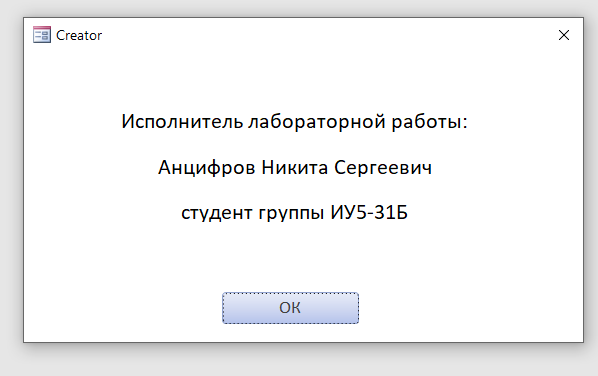 Creator
Исполнитель лабораторной работы:
Анцифров Никита Сергеевич
студент группы ИУ5-31Б
ОК